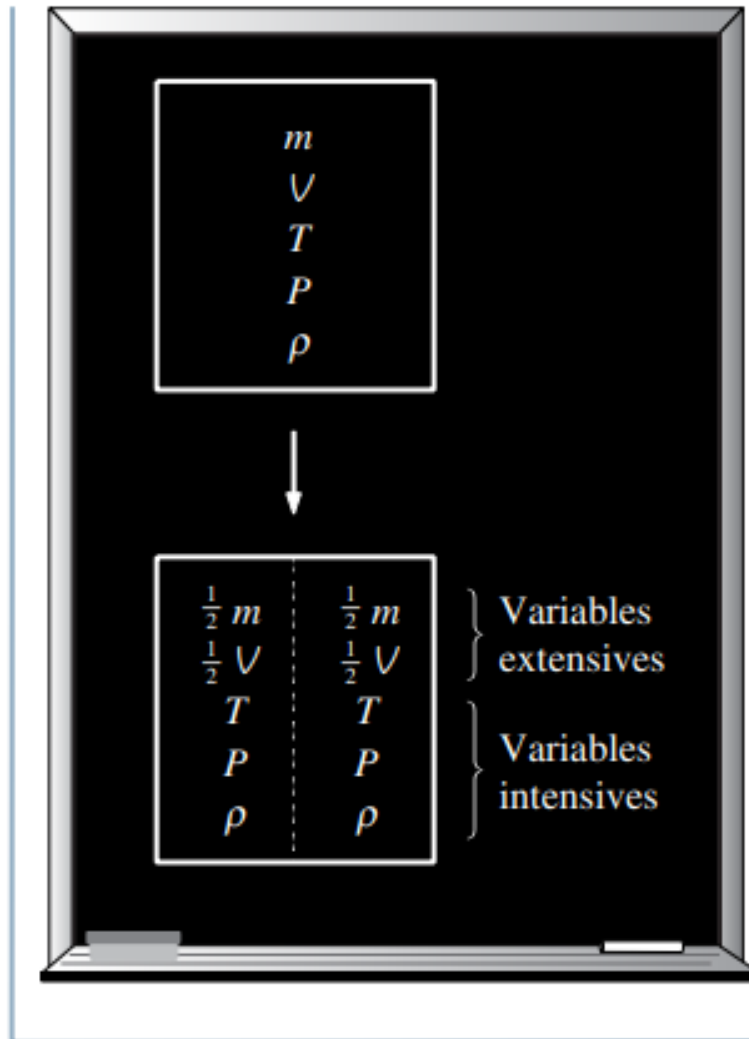 m
V
T
P
ρ
½ m ½ m
½ V ½ V
T T
P P
ρ ρ
Variables
extensives
Variables
intensives